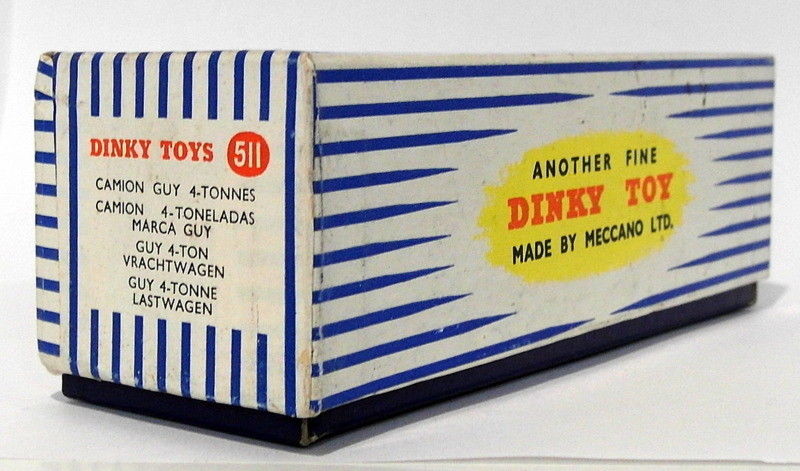 DINKY TOYS 511
CAMION GUY 4-TONNES
CAMION 4-TONELADAS
MARCA GUY
GUY 4-TON
VRACHTWAGEN
GUY 4-TONNE
LASTWAGEN
ANOTHER FINE
DINKY TOY
MADE BY MECCANO LTD.